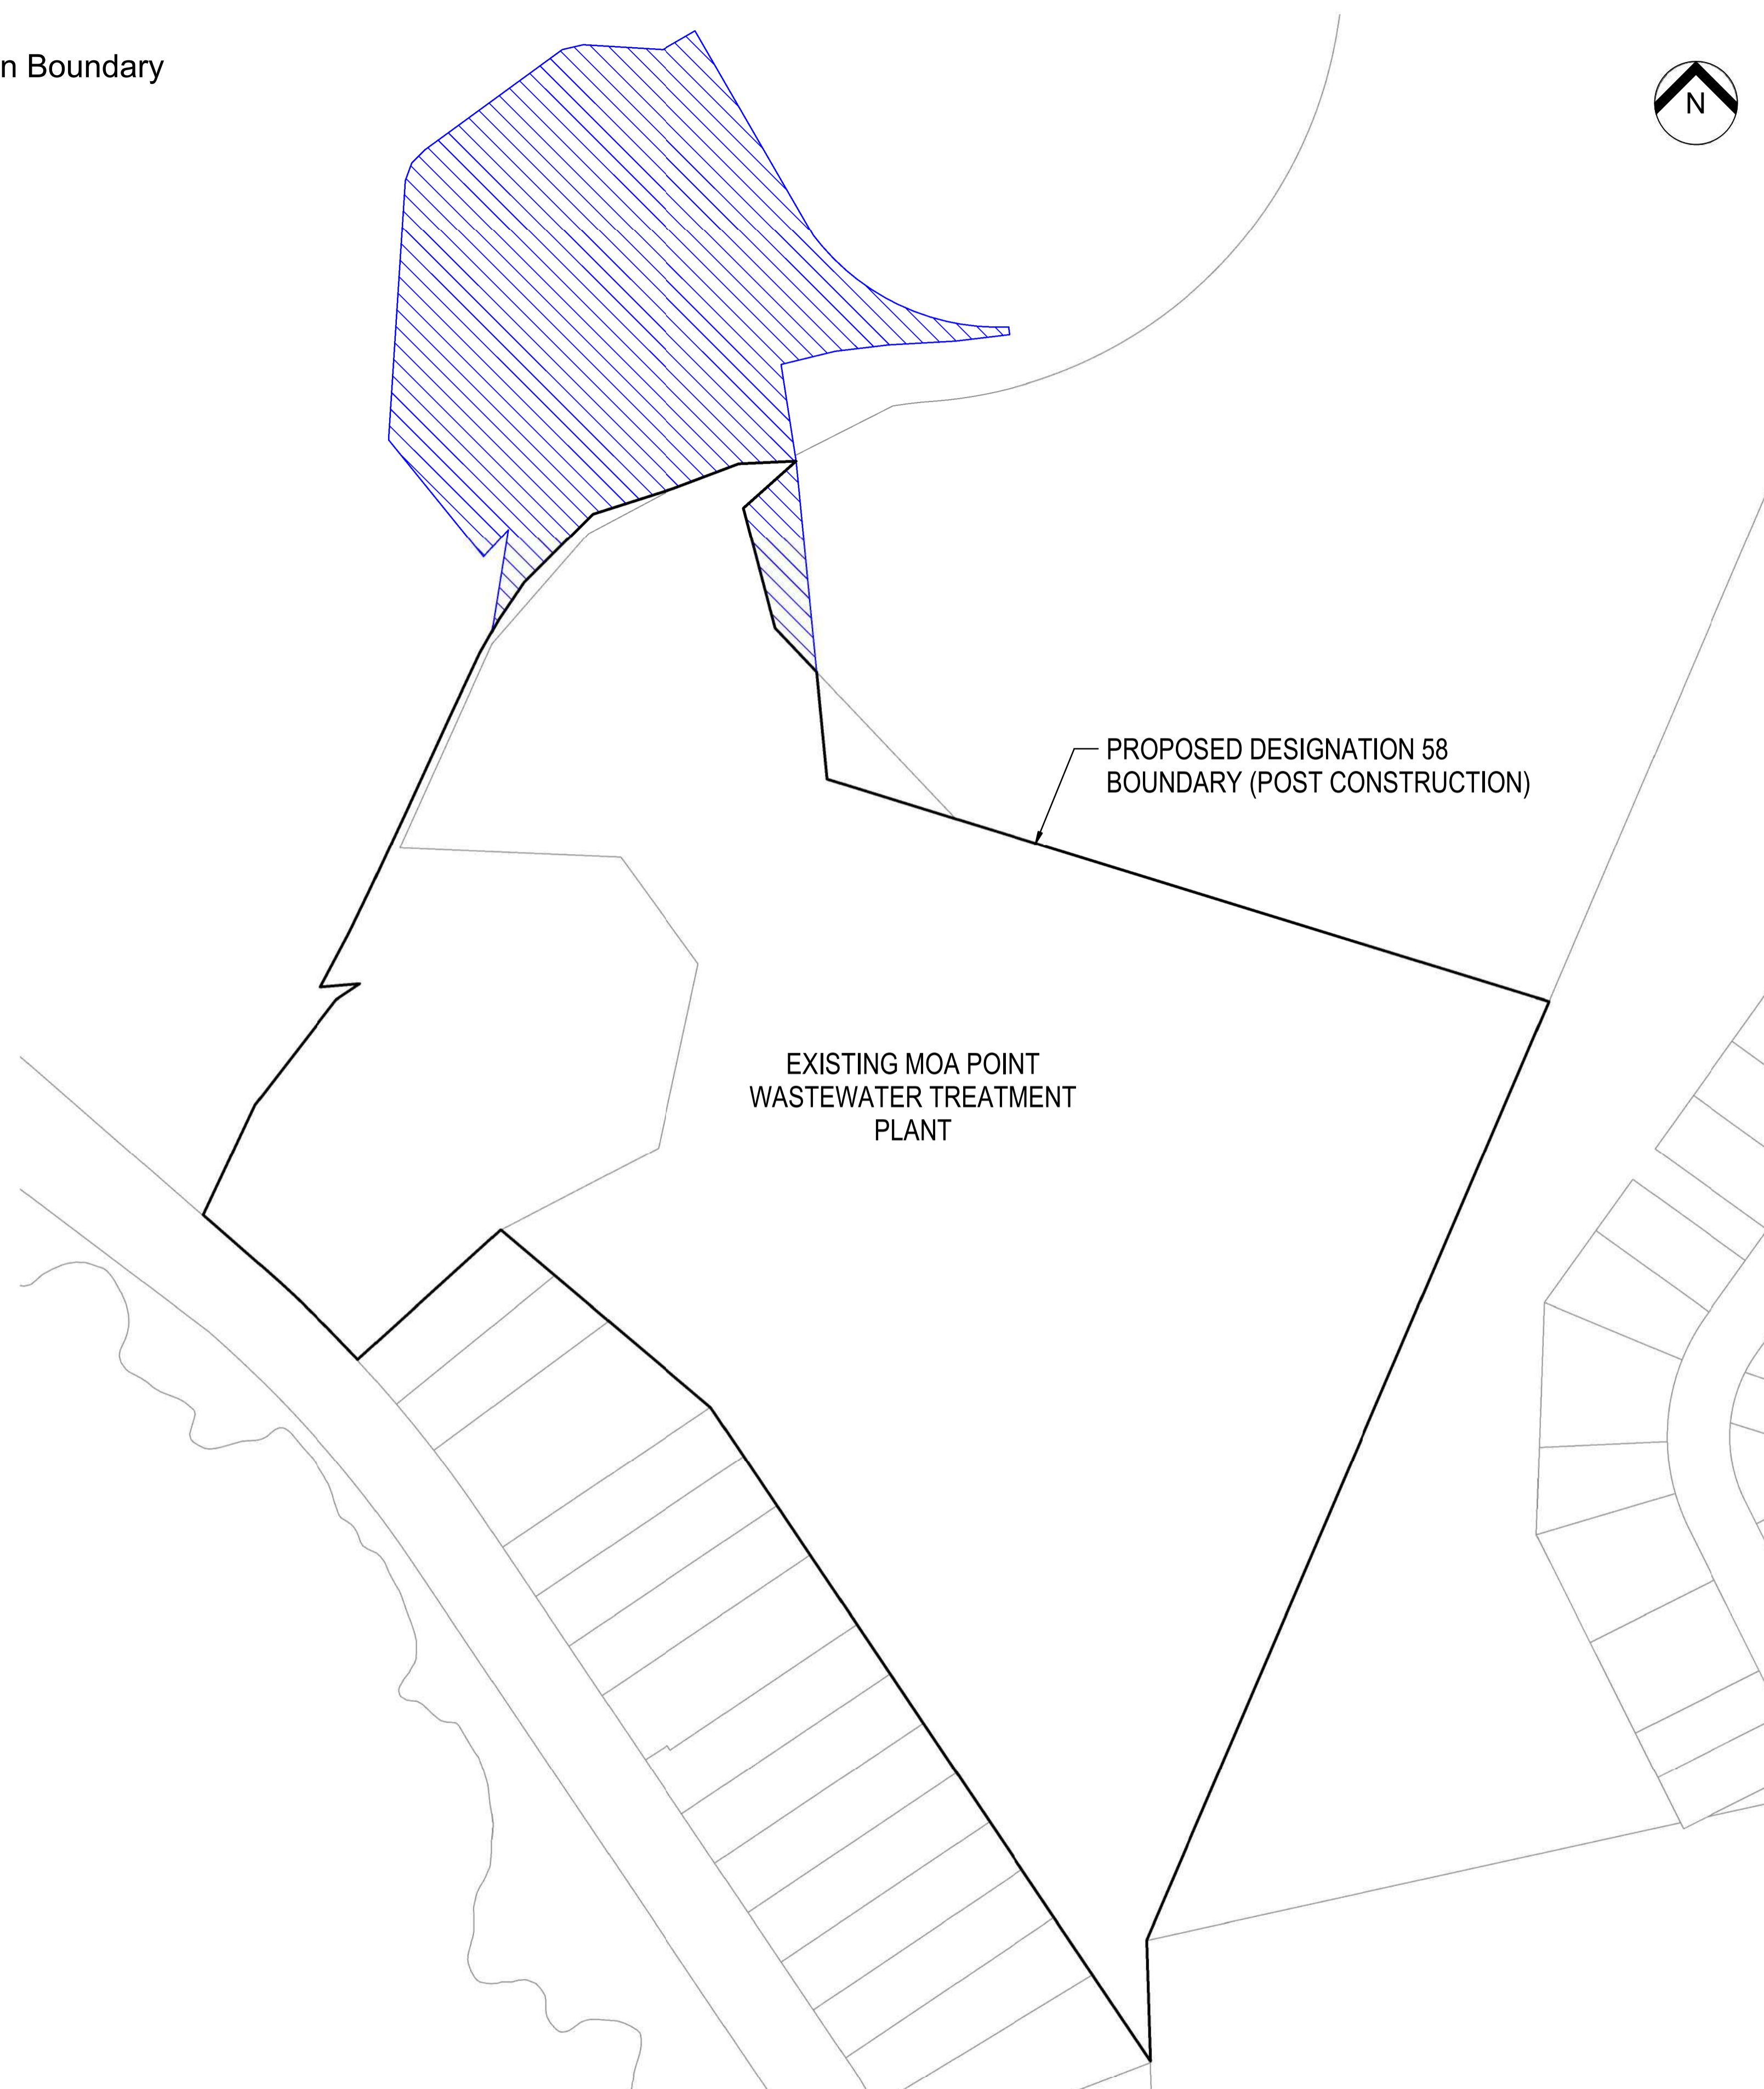 n Boundary
N
PROPOSED DESIGNATION 58
BOUNDARY (POST CONSTRUCTION)
EXISTING MOA POINT
WASTEWATER TREATMENT
PLANT